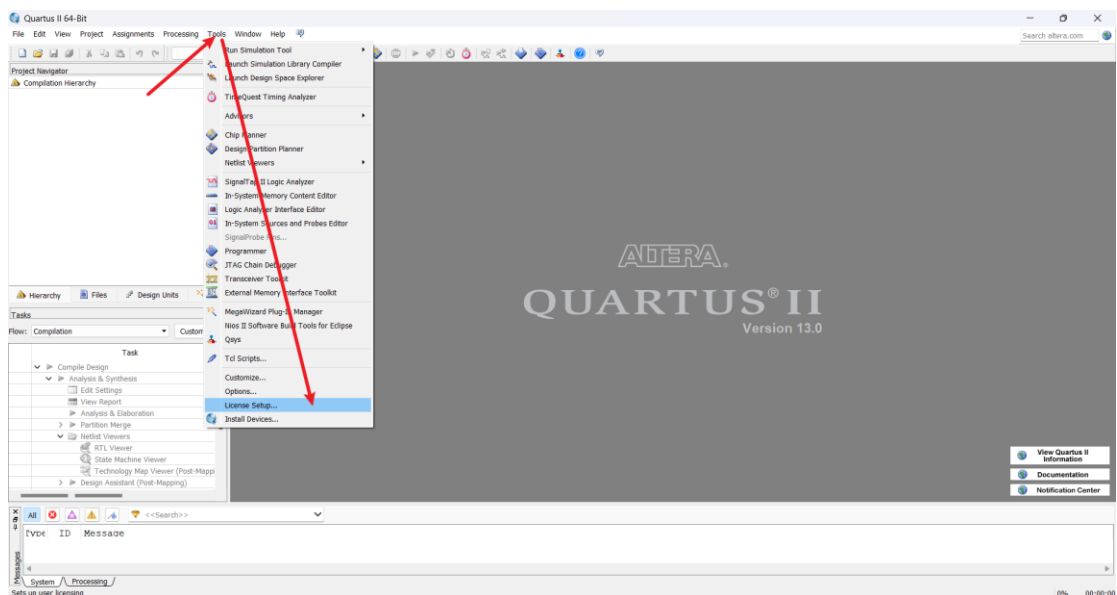 Quartus II 64-Bit
File Edit View Project Assignments Processing Tools Window Help
Search altera.com
Project Navigator
Compilation Hierarchy
Run Simulation Tool
Launch Simulation Library Compiler
Launch Design Space Explorer
TimeQuest Timing Analyzer
Advisors
Chip Planner
Design Partition Planner
Netlist Viewers
SignalTap II Logic Analyzer
In-System Memory Content Editor
Logic Analyzer Interface Editor
In-System Sources and Probes Editor
SignalProbe Pins...
Programmer
JTAG Chain Debugger
Transceiver Toolkit
External Memory Interface Toolkit
MegaWizard Plug-In Manager
Nios II Software Build Tools for Eclipse
Qsys
Tcl Scripts...
Customize...
Options...
License Setup...
Install Devices...
Hierarchy Files Design Units
Tasks
Flow: Compilation Custom
Task
Compile Design
Analysis & Synthesis
Edit Settings
View Report
Analysis & Elaboration
Partition Merge
Netlist Viewers
RTL Viewer
State Machine Viewer
Technology Map Viewer (Post-Mappi
Design Assistant (Post-Mapping)
ALTERA®
QUARTUS® II
Version 13.0
View Quartus II
Information
Documentation
Notification Center
All <<Search>>
Type ID Message
Messages
System Processing
Sets up user licensing 0% 00:00:00